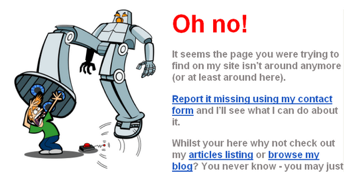 Oh no!
It seems the page you were trying to
find on my site isn't around anymore
(or at least around here).
Report it missing using my contact
form and I'll see what I can do about
it.
Whilst your here why not check out
my articles listing or browse my
blog? You never know - you may just